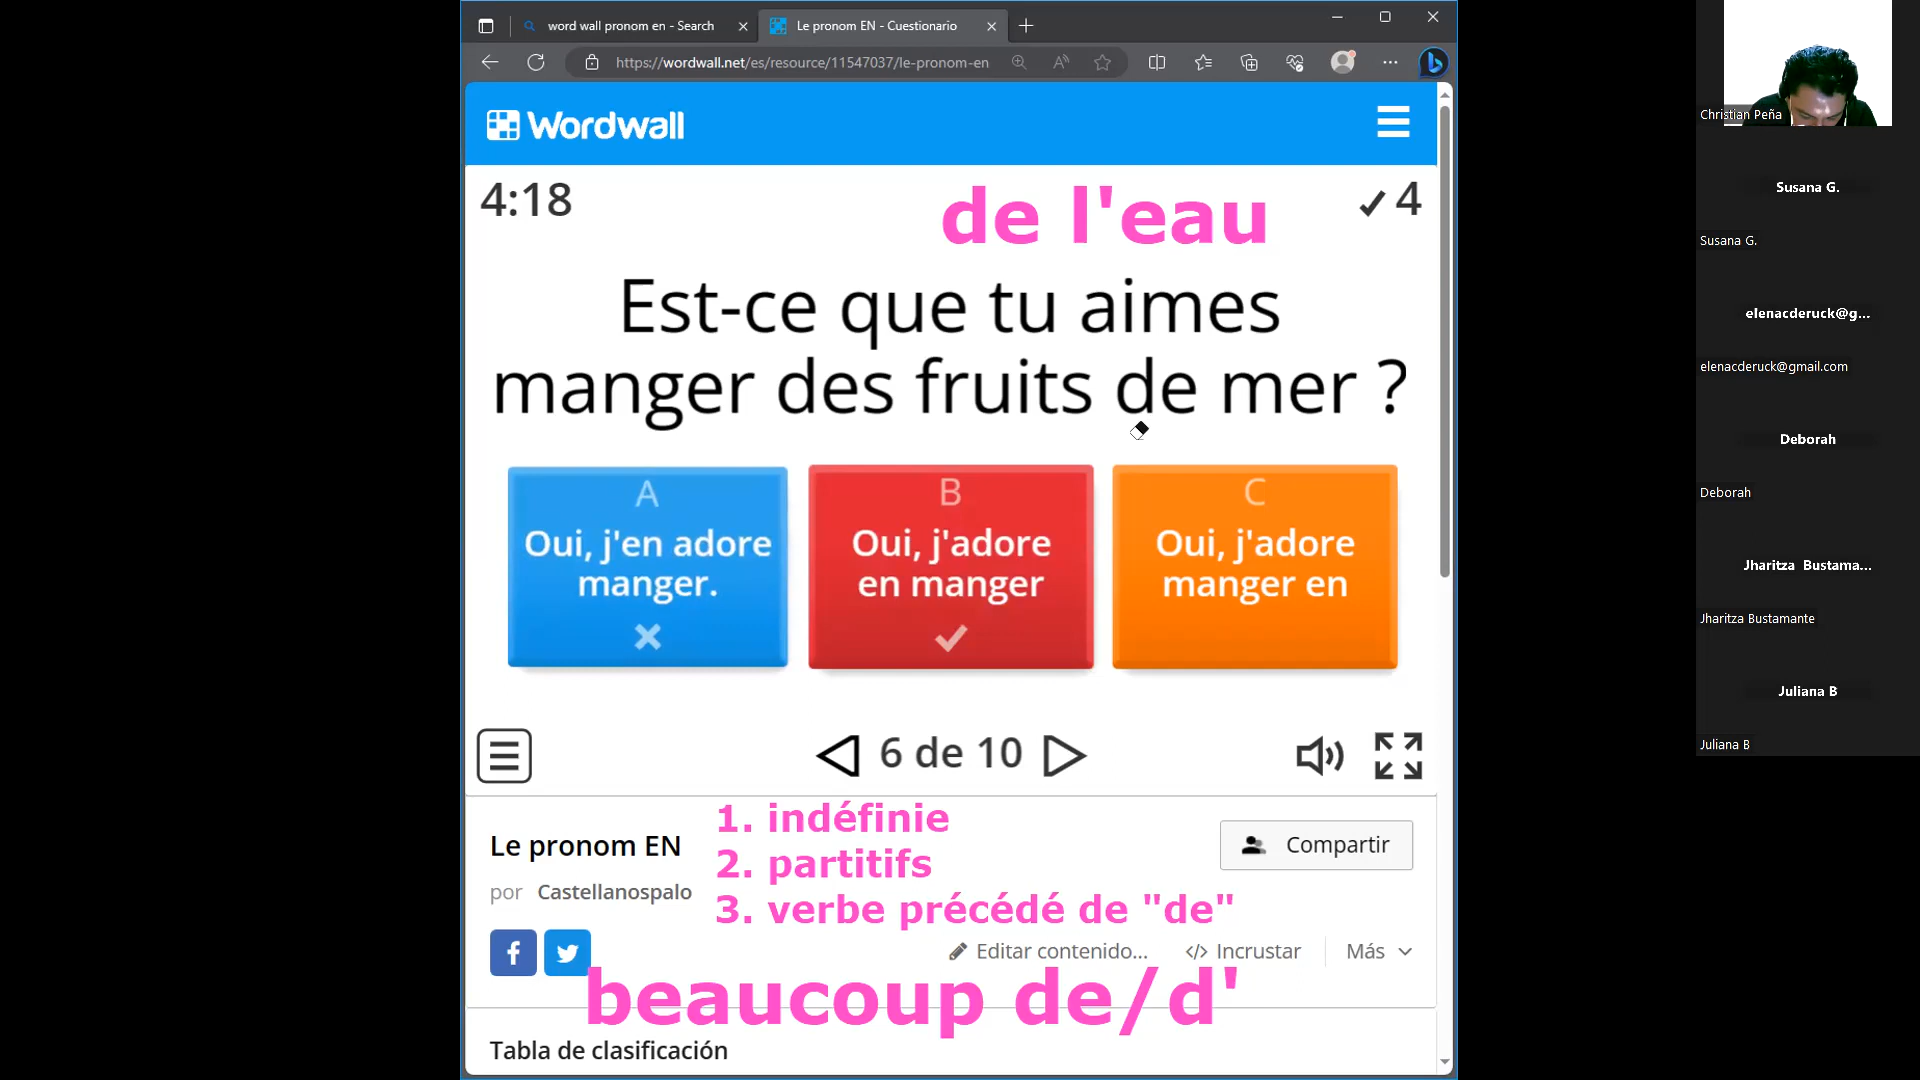 word wall pronom en - Search
Le pronom EN - Cuestionario
https://wordwall.net/es/resource/11547037/le-pronom-en
Wordwall
4:18
de l'eau
4
Est-ce que tu aimes
manger des fruits de mer ?
A
Oui, j'en adore
manger.
B
Oui, j'adore
en manger
C
Oui, j'adore
manger en
6 de 10
1. indéfinie
2. partitifs
3. verbe précédé de "de"
Le pronom EN
por Castellanospalo
Compartir
Editar contenido...
Incrustar
Más
beaucoup de/d'
Tabla de clasificación
Christian Peña
Susana G.
Susana G.
elenacderuck@g...
elenacderuck@gmail.com
Deborah
Deborah
Jharitza Bustama...
Jharitza Bustamante
Juliana B
Juliana B